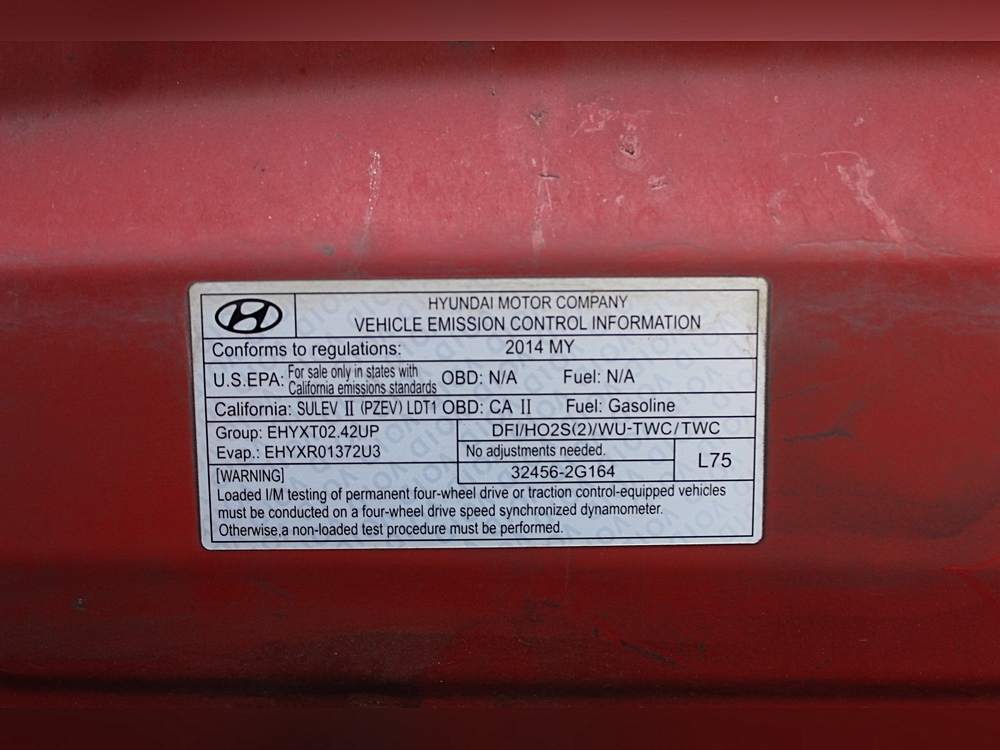 HYUNDAI MOTOR COMPANY
VEHICLE EMISSION CONTROL INFORMATION
Conforms to regulations: 2014 MY
U.S.EPA: For sale only in states with California emissions standards OBD: N/A Fuel: N/A
California: SULEV II (PZEV) LDT1 OBD: CA II Fuel: Gasoline
Group: EHYXT02.42UP
Evap.: EHYXR01372U3
DFI/HO2S(2)/WU-TWC/TWC
No adjustments needed.
32456-2G164
L75
[WARNING]
Loaded I/M testing of permanent four-wheel drive or traction control-equipped vehicles
must be conducted on a four-wheel drive speed synchronized dynamometer.
Otherwise,a non-loaded test procedure must be performed.